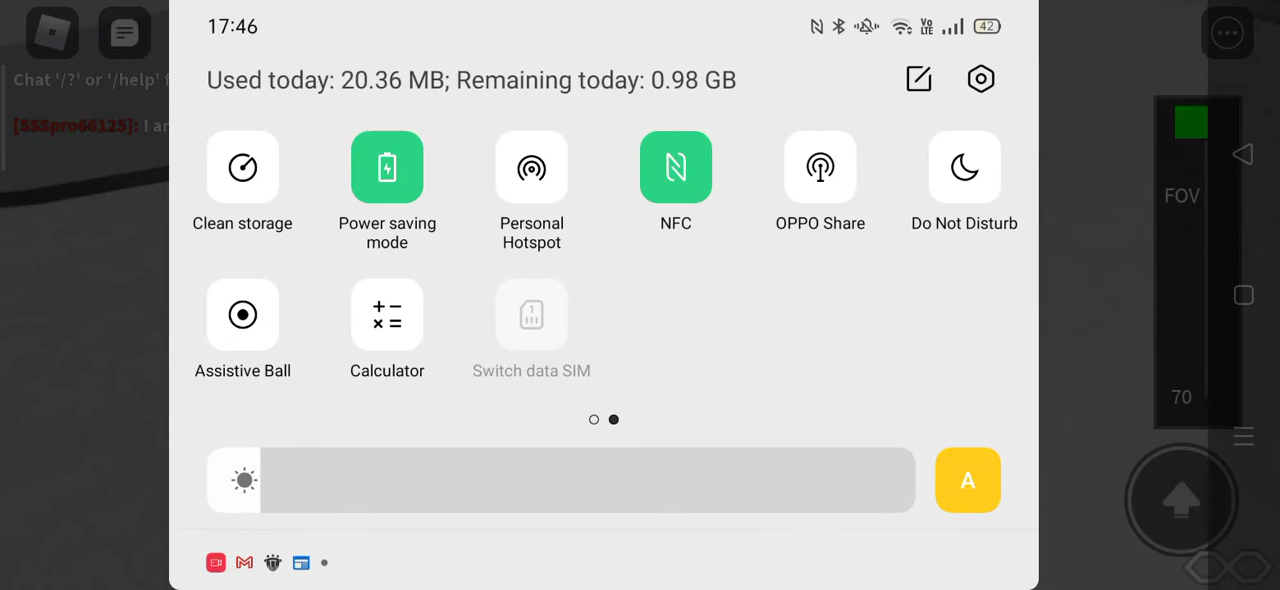 17:46
VoLTE
42
Used today: 20.36 MB; Remaining today: 0.98 GB
Chat '/?' or '/help' f
[SSSpro66125]: I ar
Clean storage
Power saving
mode
Personal
Hotspot
NFC
OPPO Share
Do Not Disturb
FOV
Assistive Ball
Calculator
1
Switch data SIM
70
A